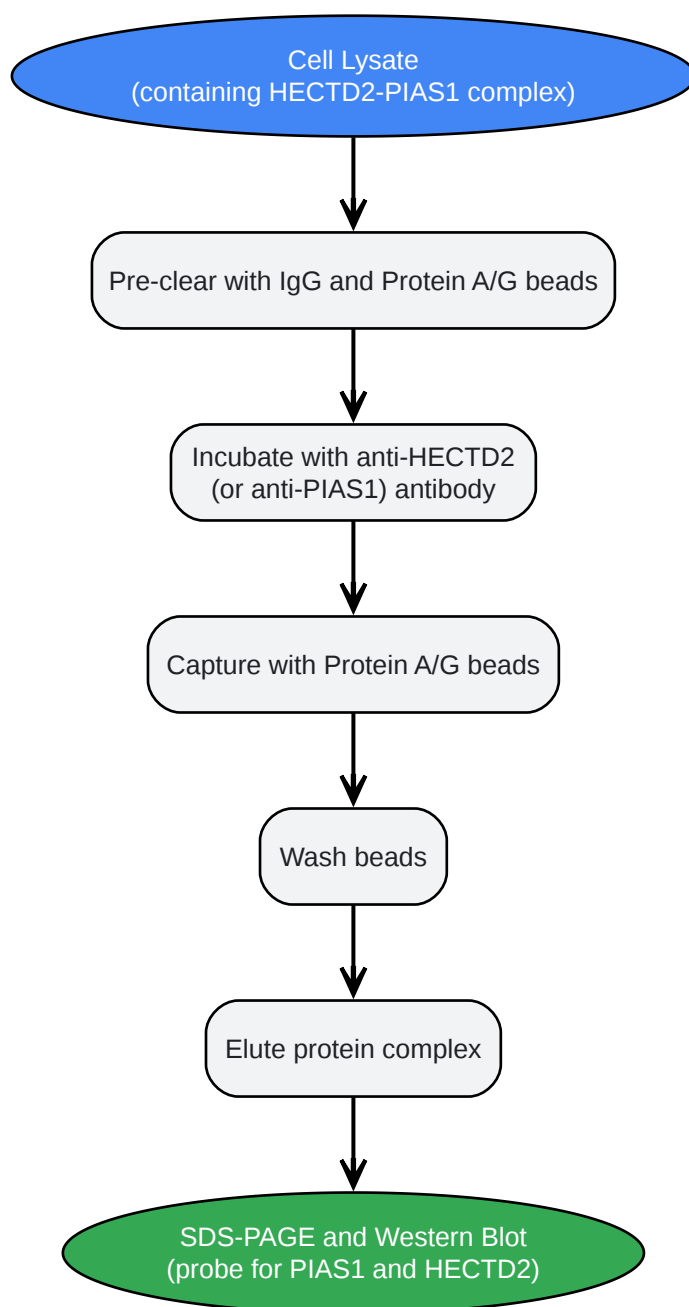 Cell Lysate
(containing HECTD2-PIAS1 complex)
Pre-clear with IgG and Protein A/G beads
Incubate with anti-HECTD2
(or anti-PIAS1) antibody
Capture with Protein A/G beads
Wash beads
Elute protein complex
SDS-PAGE and Western Blot
(probe for PIAS1 and HECTD2)